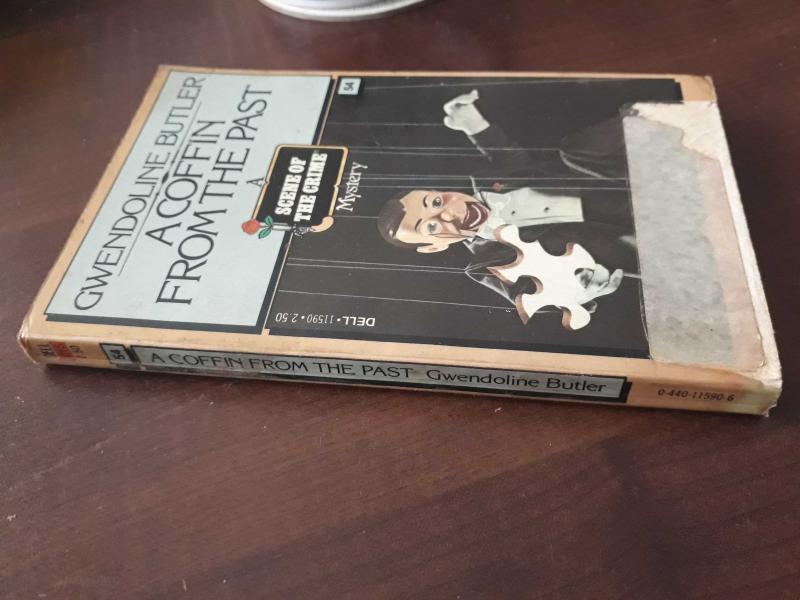 GWENDOLINE BUTLER
A COFFIN
FROM THE PAST
54
A
SCENE OF
THE CRIME
Mystery
DELL • 11590 • 2.50
54
A COFFIN FROM THE PAST Gwendoline Butler
0-440-11590-6